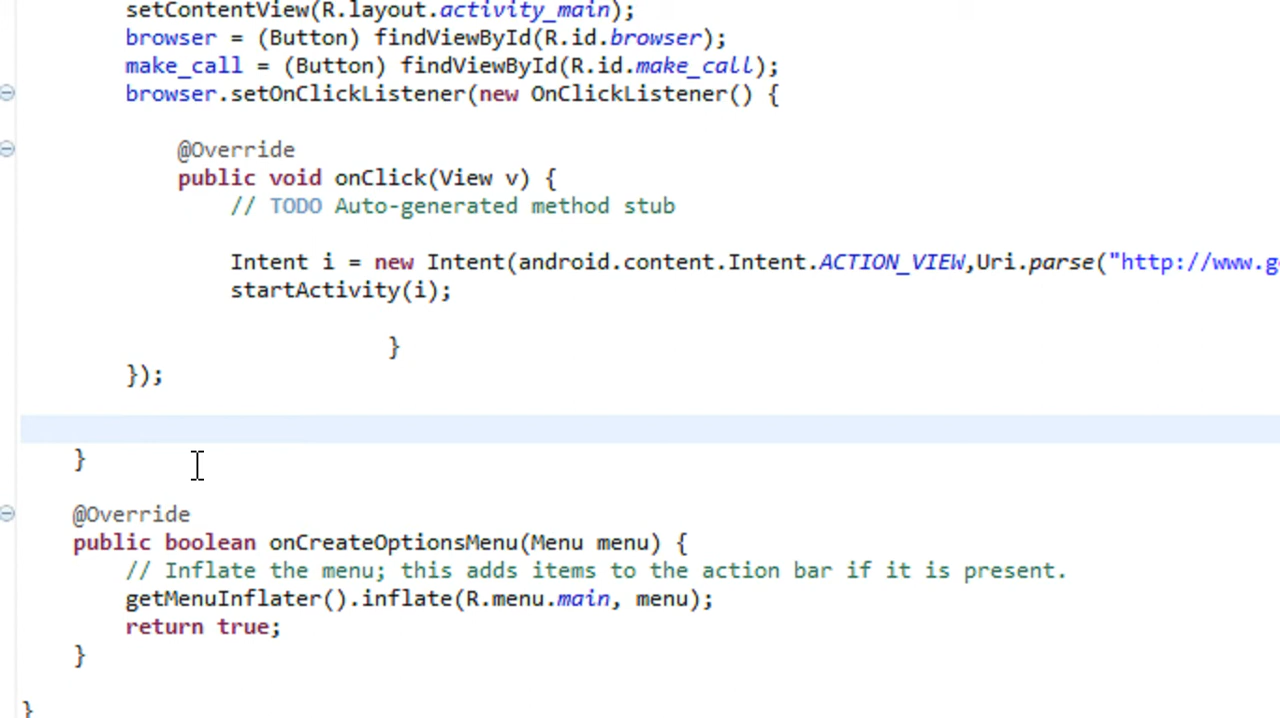 setContentView(R.layout.activity_main);
browser = (Button) findViewById(R.id.browser);
make_call = (Button) findViewById(R.id.make_call);
browser.setOnClickListener(new OnClickListener() {
@Override
public void onClick(View v) {
// TODO Auto-generated method stub
Intent i = new Intent(android.content.Intent.ACTION_VIEW,Uri.parse("http://www.g
startActivity(i);
}
});
}
@Override
public boolean onCreateOptionsMenu(Menu menu) {
// Inflate the menu; this adds items to the action bar if it is present.
getMenuInflater().inflate(R.menu.main, menu);
return true;
}
}